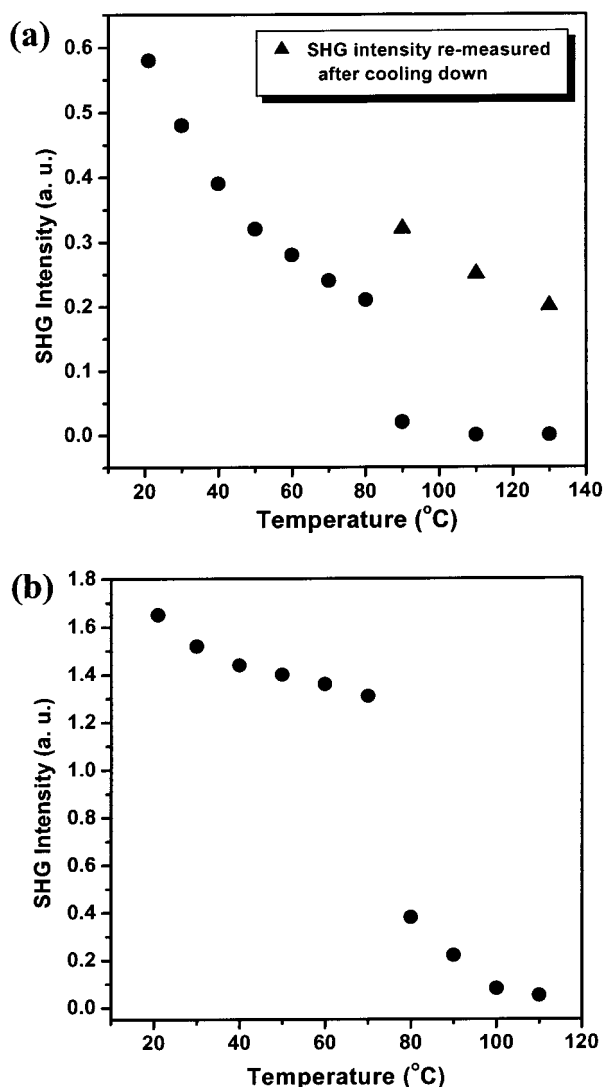 (a)
SHG intensity re-measured
after cooling down
0.6
0.5
0.4
0.3
0.2
0.1
0.0
SHG Intensity (a. u.)
20 40 60 80 100 120 140
Temperature (°C)
(b)
1.8
1.6
1.4
1.2
1.0
0.8
0.6
0.4
0.2
0.0
SHG Intensity (a. u.)
20 40 60 80 100 120
Temperature (°C)